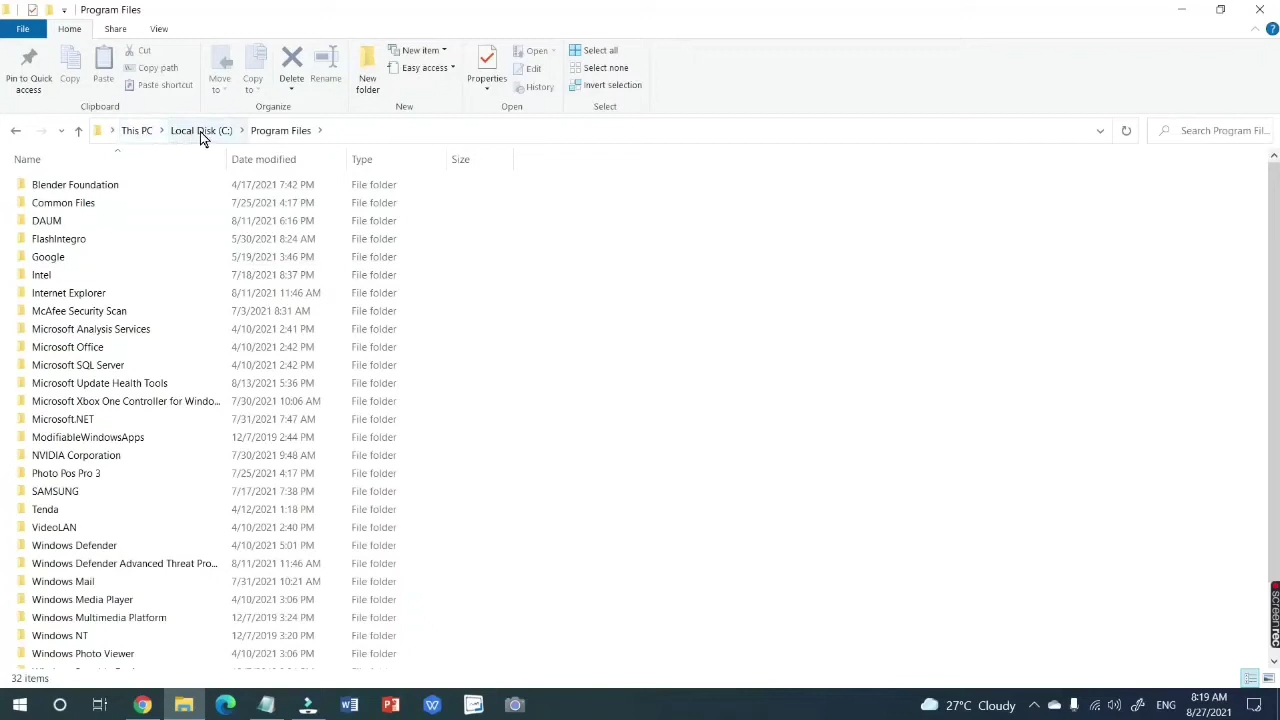 Program Files
File Home Share View
Pin to Quick access
Copy
Paste
Cut
Copy path
Paste shortcut
Clipboard
Move to
Copy to
Delete
Rename
Organize
New folder
New item
Easy access
New
Properties
Open
Edit
History
Open
Select all
Select none
Invert selection
Select
This PC Local Disk (C:) Program Files
Search Program Fil...
Name Date modified Type Size
Blender Foundation 4/17/2021 7:42 PM File folder
Common Files 7/25/2021 4:17 PM File folder
DAUM 8/11/2021 6:16 PM File folder
FlashIntegro 5/30/2021 8:24 AM File folder
Google 5/19/2021 3:46 PM File folder
Intel 7/18/2021 8:37 PM File folder
Internet Explorer 8/11/2021 11:46 AM File folder
McAfee Security Scan 7/3/2021 8:31 AM File folder
Microsoft Analysis Services 4/10/2021 2:41 PM File folder
Microsoft Office 4/10/2021 2:42 PM File folder
Microsoft SQL Server 4/10/2021 2:42 PM File folder
Microsoft Update Health Tools 8/13/2021 5:36 PM File folder
Microsoft Xbox One Controller for Windo... 7/30/2021 10:06 AM File folder
Microsoft.NET 7/31/2021 7:47 AM File folder
ModifiableWindowsApps 12/7/2019 2:44 PM File folder
NVIDIA Corporation 7/30/2021 9:48 AM File folder
Photo Pos Pro 3 7/25/2021 4:17 PM File folder
SAMSUNG 7/17/2021 7:38 PM File folder
Tenda 4/12/2021 1:18 PM File folder
VideoLAN 4/10/2021 2:40 PM File folder
Windows Defender 4/10/2021 5:01 PM File folder
Windows Defender Advanced Threat Pro... 8/11/2021 11:46 AM File folder
Windows Mail 7/31/2021 10:21 AM File folder
Windows Media Player 4/10/2021 3:06 PM File folder
Windows Multimedia Platform 12/7/2019 3:24 PM File folder
Windows NT 12/7/2019 3:20 PM File folder
Windows Photo Viewer 4/10/2021 3:06 PM File folder
32 items
screenrec
27°C Cloudy
ENG
8:19 AM
8/27/2021